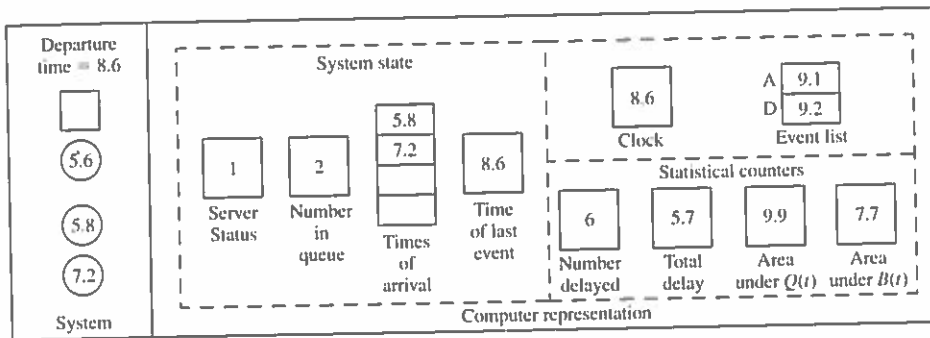 Departure
time = 8.6
5.6
5.8
7.2
System
System state
1
Server
Status
2
Number
in
queue
5.8
7.2
Times
of
arrival
8.6
Time
of last
event
8.6
Clock
A 9.1
D 9.2
Event list
Statistical counters
6
Number
delayed
5.7
Total
delay
9.9
Area
under Q(t)
7.7
Area
under B(t)
Computer representation